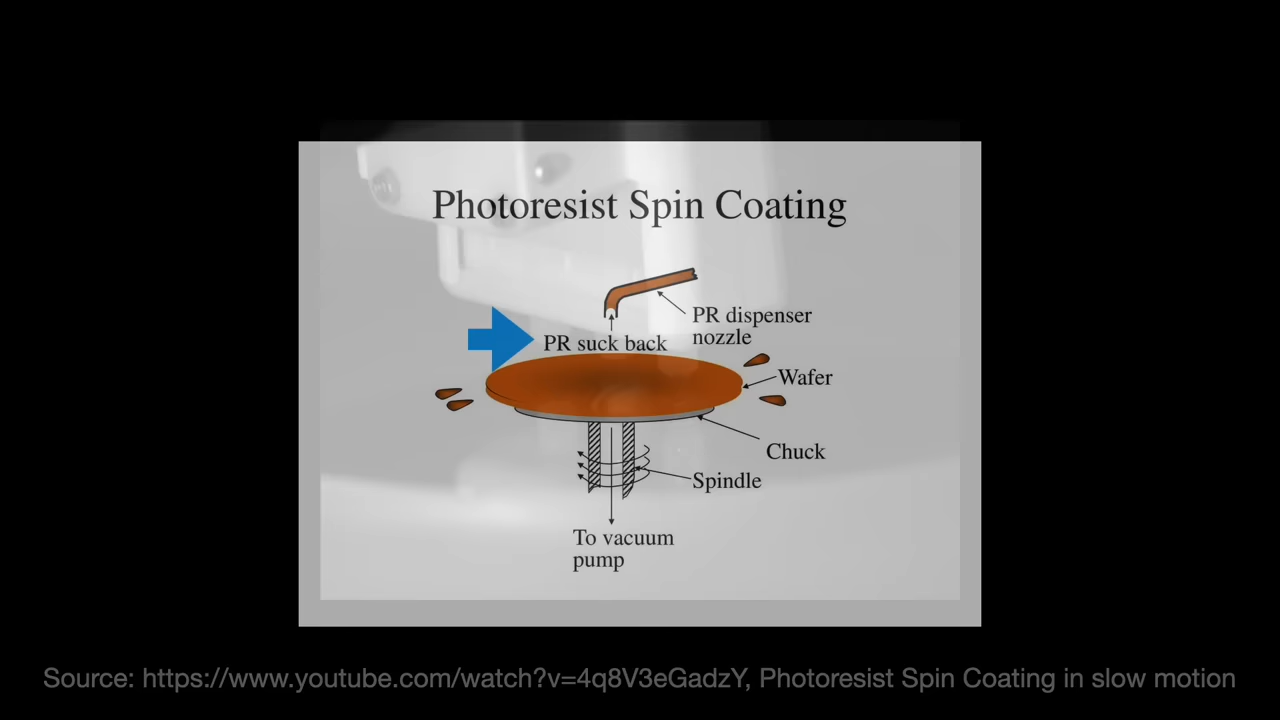 Photoresist Spin Coating
PR dispenser
nozzle
PR suck back
Wafer
Chuck
Spindle
To vacuum
pump
Source: https://www.youtube.com/watch?v=4q8V3eGadzY, Photoresist Spin Coating in slow motion